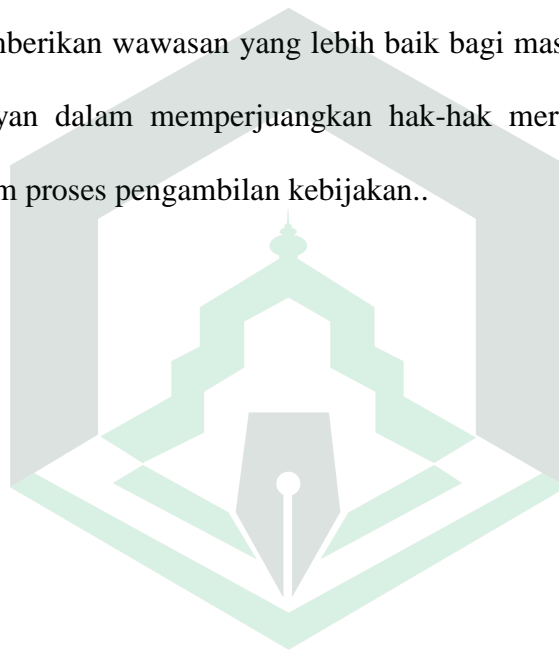 mberikan wawasan yang lebih baik bagi mas
yan dalam memperjuangkan hak-hak mer
m proses pengambilan kebijakan..